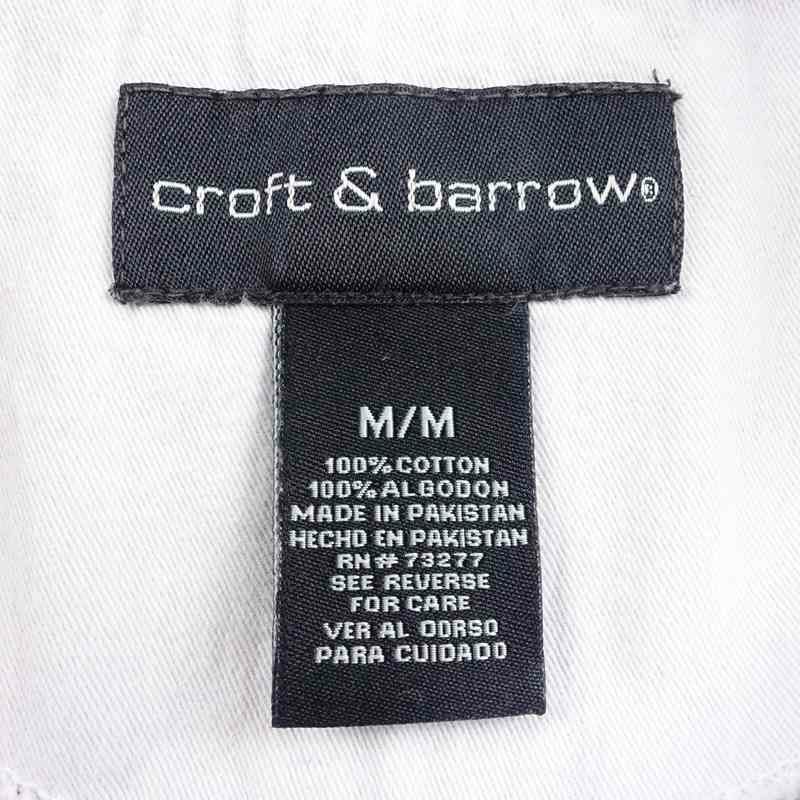 croft & barrow®
M/M
100% COTTON
100% ALGODON
MADE IN PAKISTAN
HECHO EN PAKISTAN
RN# 73277
SEE REVERSE
FOR CARE
VER AL DORSO
PARA CUIDADO